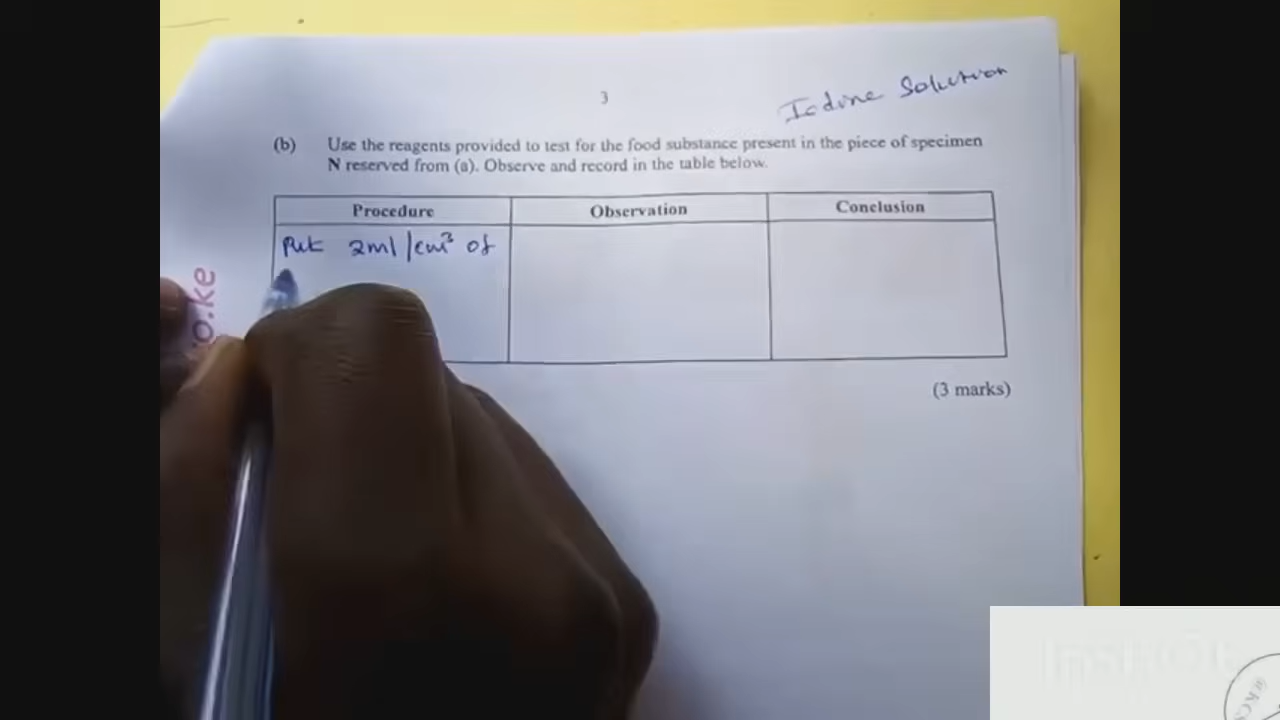 3
Iodine Solution
(b) Use the reagents provided to test for the food substance present in the piece of specimen
N reserved from (a). Observe and record in the table below.
Procedure Observation Conclusion
Put 2ml/cm³ of
(3 marks)
o.ke